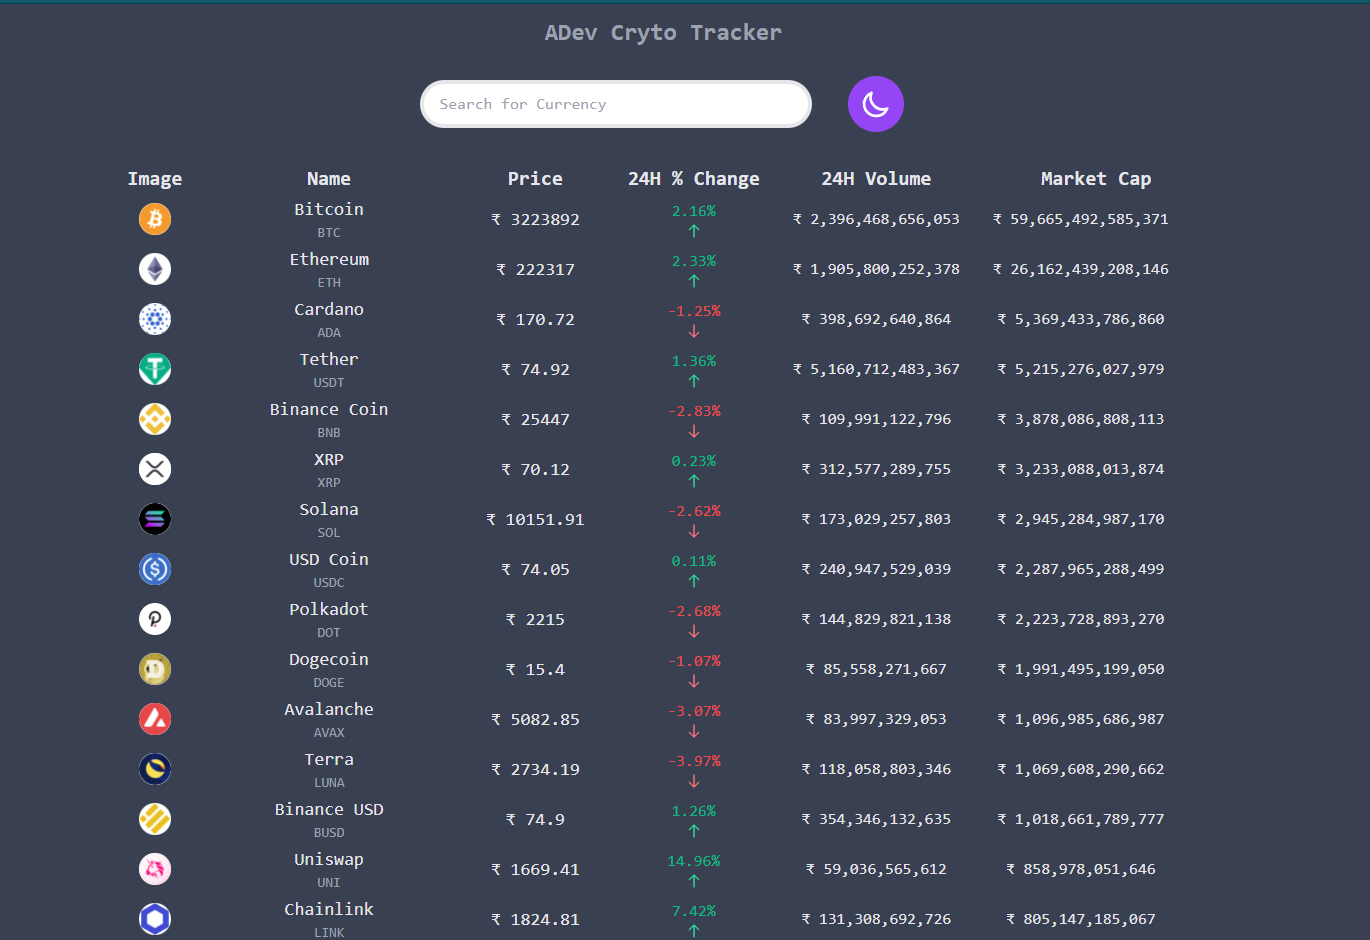 ADev Cryto Tracker
Search for Currency
Image Name Price 24H % Change 24H Volume Market Cap
Bitcoin BTC ₹ 3223892 2.16% ↑ ₹ 2,396,468,656,053 ₹ 59,665,492,585,371
Ethereum ETH ₹ 222317 2.33% ↑ ₹ 1,905,800,252,378 ₹ 26,162,439,208,146
Cardano ADA ₹ 170.72 -1.25% ↓ ₹ 398,692,640,864 ₹ 5,369,433,786,860
Tether USDT ₹ 74.92 1.36% ↑ ₹ 5,160,712,483,367 ₹ 5,215,276,027,979
Binance Coin BNB ₹ 25447 -2.83% ↓ ₹ 109,991,122,796 ₹ 3,878,086,808,113
XRP XRP ₹ 70.12 0.23% ↑ ₹ 312,577,289,755 ₹ 3,233,088,013,874
Solana SOL ₹ 10151.91 -2.62% ↓ ₹ 173,029,257,803 ₹ 2,945,284,987,170
USD Coin USDC ₹ 74.05 0.11% ↑ ₹ 240,947,529,039 ₹ 2,287,965,288,499
Polkadot DOT ₹ 2215 -2.68% ↓ ₹ 144,829,821,138 ₹ 2,223,728,893,270
Dogecoin DOGE ₹ 15.4 -1.07% ↓ ₹ 85,558,271,667 ₹ 1,991,495,199,050
Avalanche AVAX ₹ 5082.85 -3.07% ↓ ₹ 83,997,329,053 ₹ 1,096,985,686,987
Terra LUNA ₹ 2734.19 -3.97% ↓ ₹ 118,058,803,346 ₹ 1,069,608,290,662
Binance USD BUSD ₹ 74.9 1.26% ↑ ₹ 354,346,132,635 ₹ 1,018,661,789,777
Uniswap UNI ₹ 1669.41 14.96% ↑ ₹ 59,036,565,612 ₹ 858,978,051,646
Chainlink LINK ₹ 1824.81 7.42% ↑ ₹ 131,308,692,726 ₹ 805,147,185,067